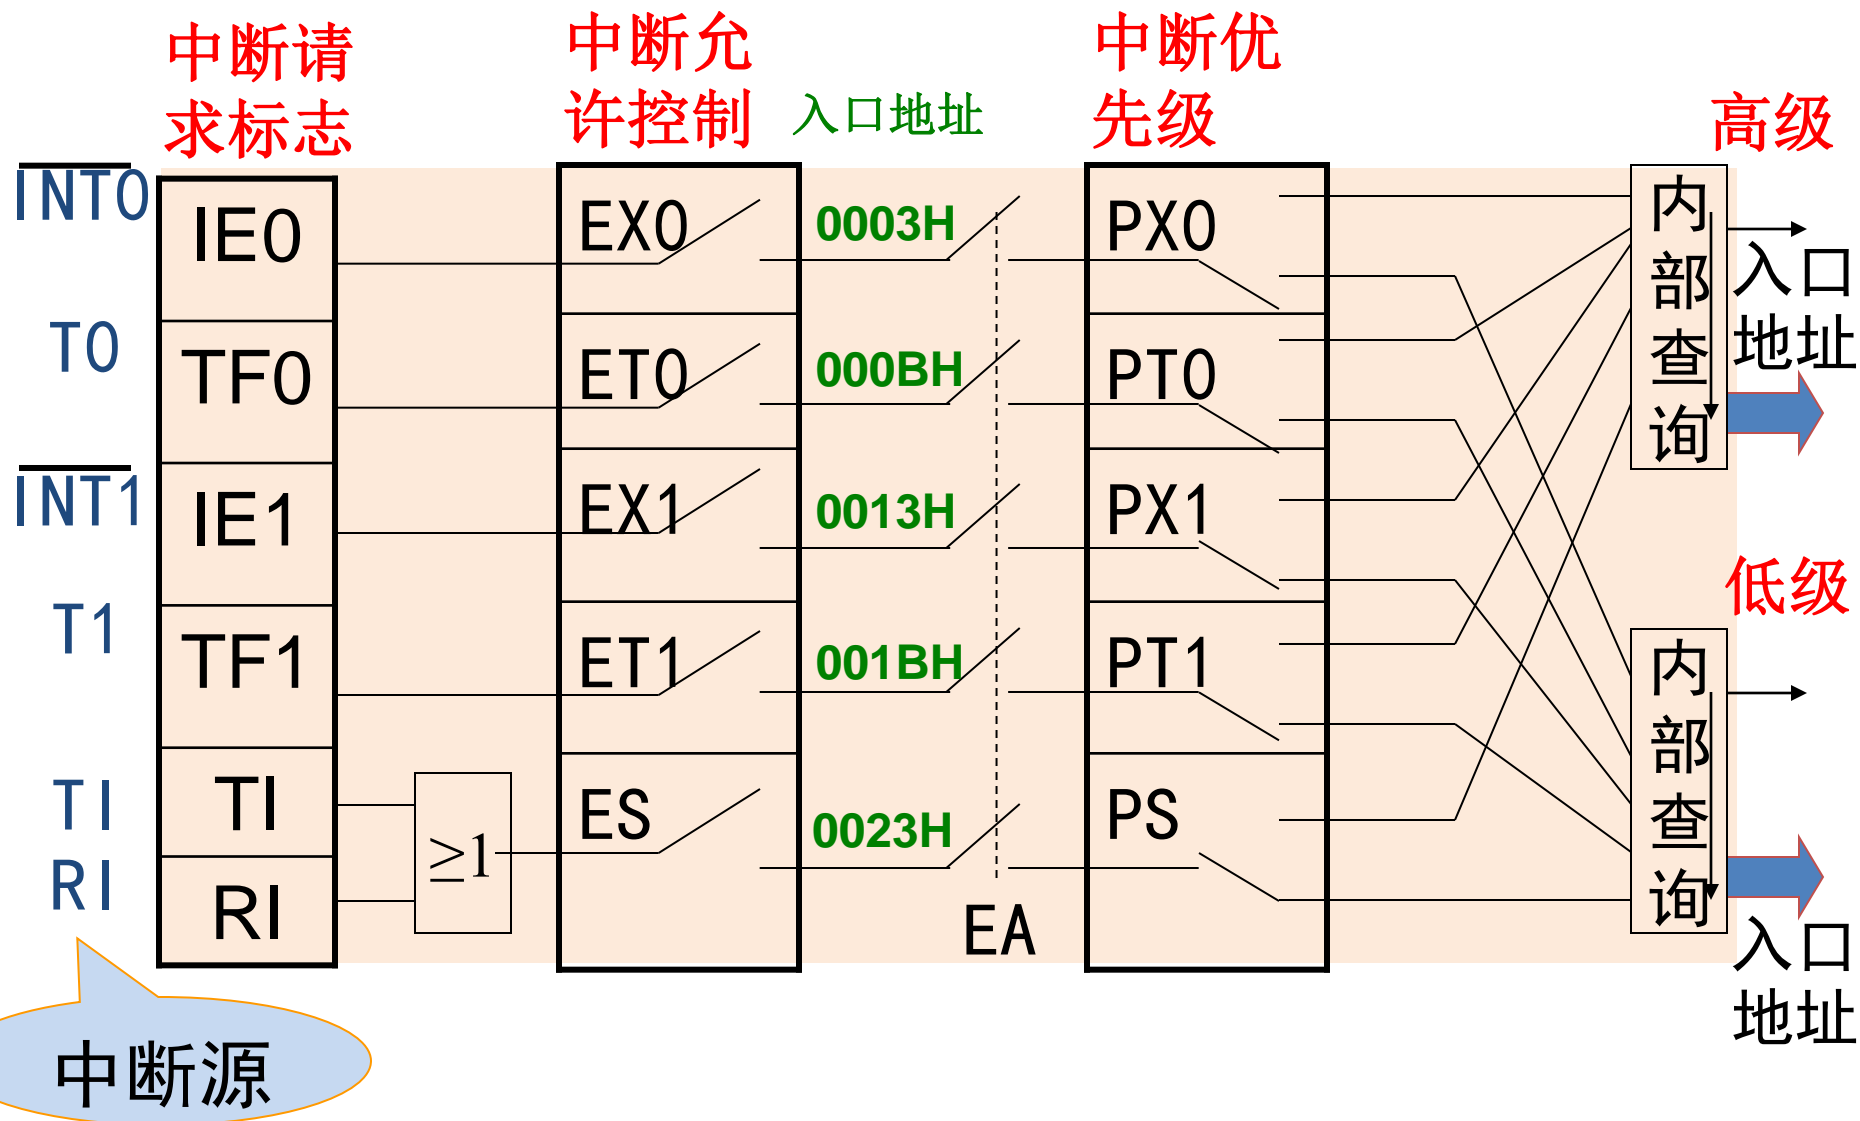 中断请
求标志
中断允
许控制
入口地址
中断优
先级
高级
INT0
IE0
EX0
0003H
PX0
内
部
查
询
入口
地址
T0
TF0
ET0
000BH
PT0
INT1
IE1
EX1
0013H
PX1
低级
T1
TF1
ET1
001BH
PT1
内
部
查
询
TI
TI
≥1
ES
0023H
PS
RI
RI
EA
入口
地址
中断源